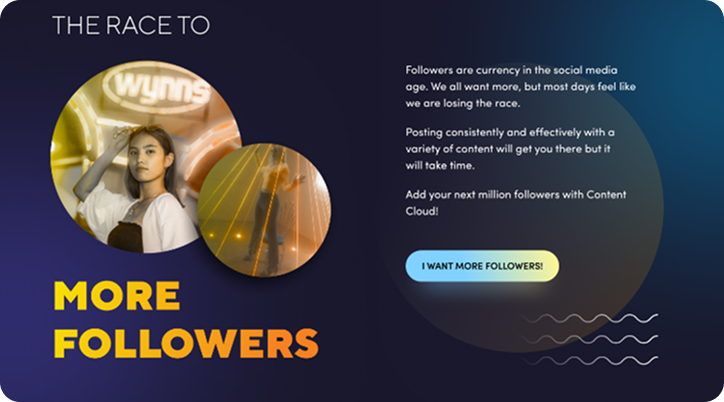 THE RACE TO
wynns
MORE
FOLLOWERS
Followers are currency in the social media
age. We all want more, but most days feel like
we are losing the race.
Posting consistently and effectively with a
variety of content will get you there but it
will take time.
Add your next million followers with Content
Cloud!
I WANT MORE FOLLOWERS!